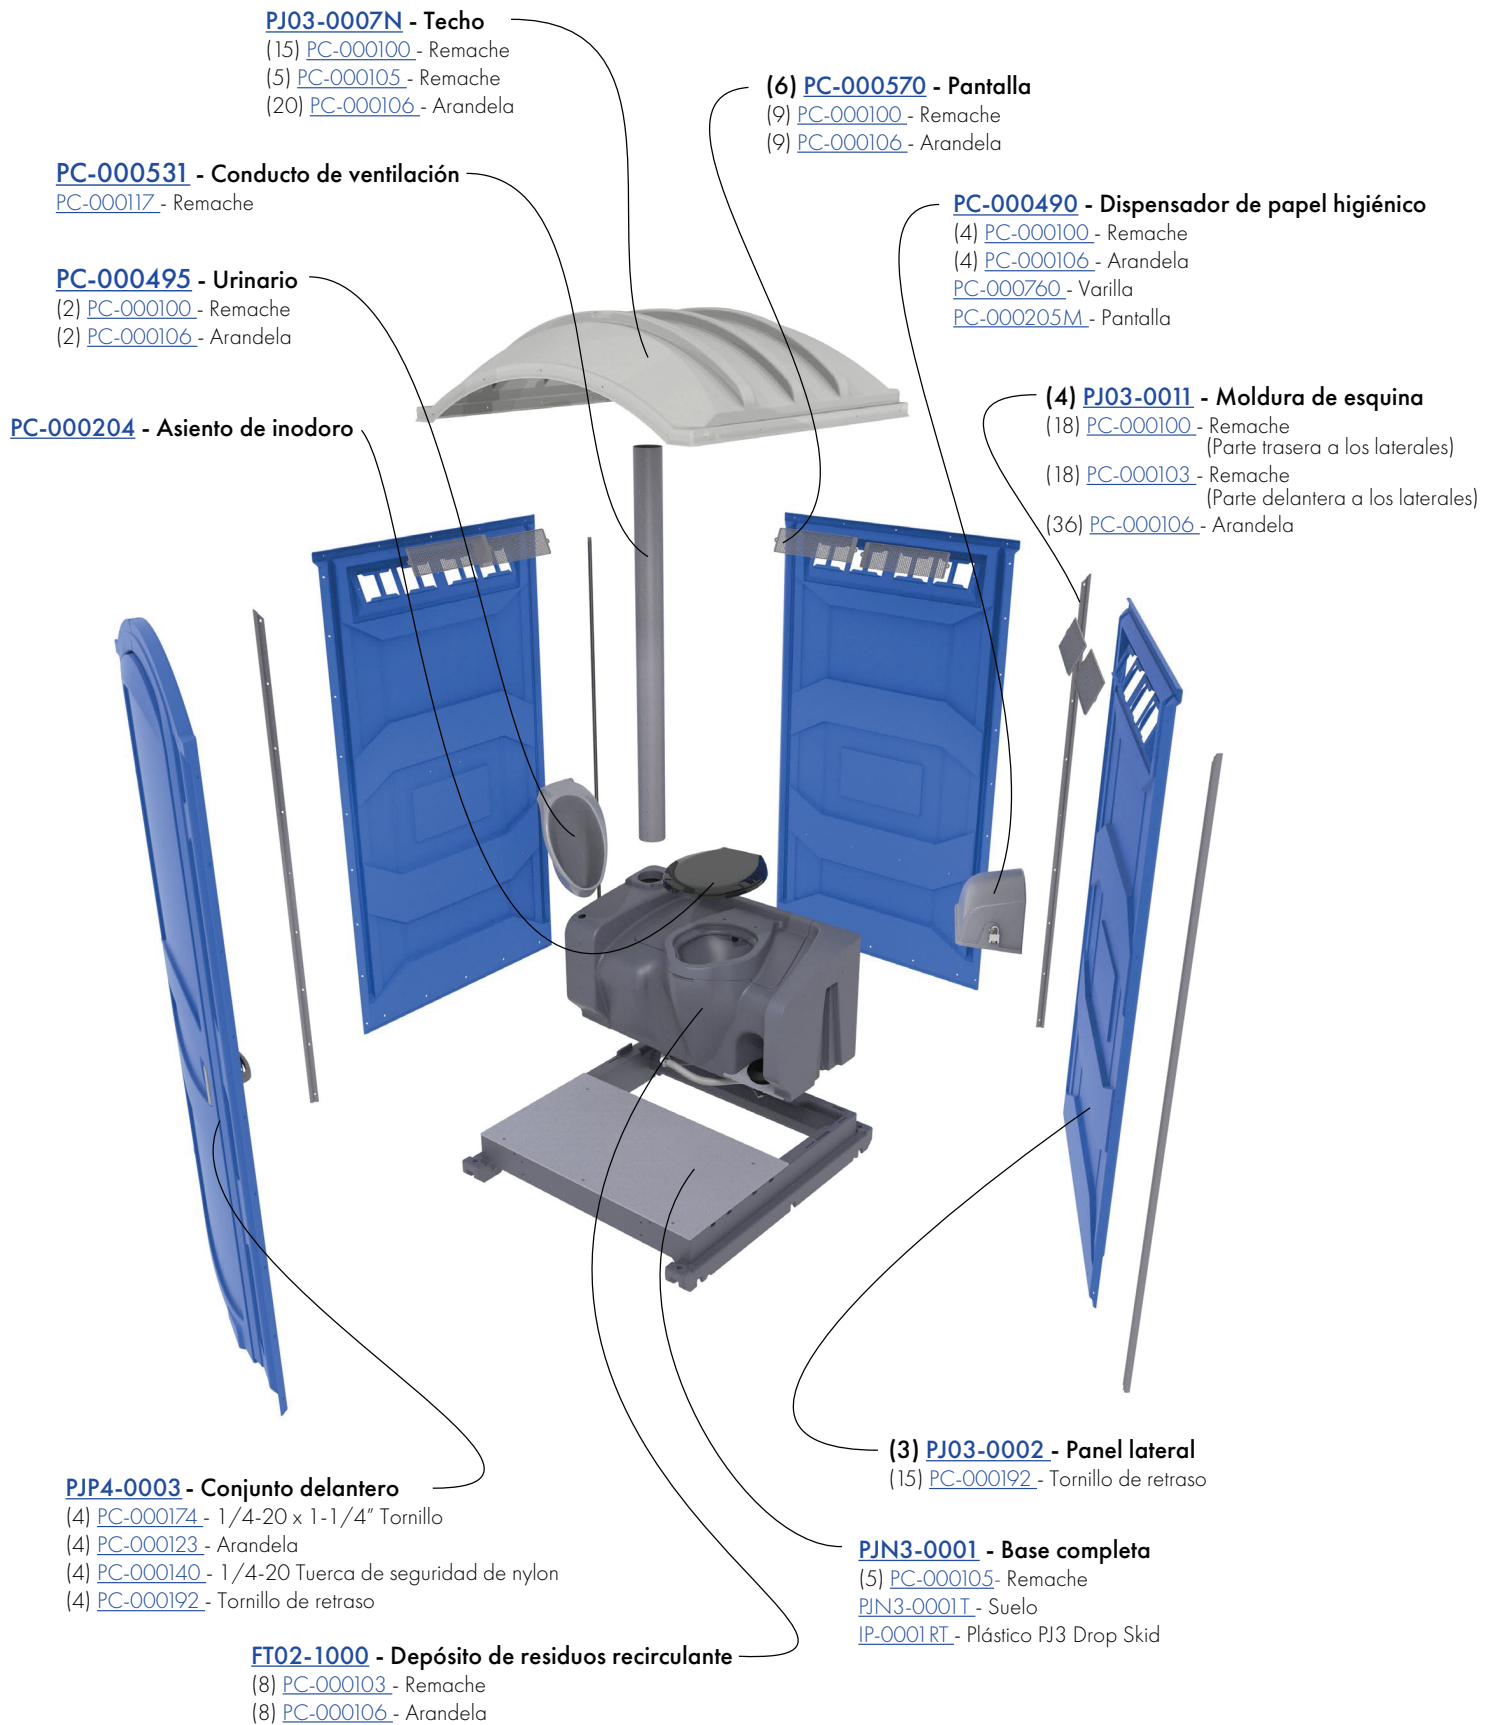 PJ03-0007N - Techo
(15) PC-000100 - Remache
(5) PC-000105 - Remache
(20) PC-000106 - Arandela
(6) PC-000570 - Pantalla
(9) PC-000100 - Remache
(9) PC-000106 - Arandela
PC-000531 - Conducto de ventilación
PC-000117 - Remache
PC-000490 - Dispensador de papel higiénico
(4) PC-000100 - Remache
(4) PC-000106 - Arandela
PC-000760 - Varilla
PC-000205M - Pantalla
PC-000495 - Urinario
(2) PC-000100 - Remache
(2) PC-000106 - Arandela
(4) PJ03-0011 - Moldura de esquina
(18) PC-000100 - Remache
(Parte trasera a los laterales)
(18) PC-000103 - Remache
(Parte delantera a los laterales)
(36) PC-000106 - Arandela
PC-000204 - Asiento de inodoro
(3) PJ03-0002 - Panel lateral
(15) PC-000192 - Tornillo de retraso
PJP4-0003 - Conjunto delantero
(4) PC-000174 - 1/4-20 x 1-1/4” Tornillo
(4) PC-000123 - Arandela
(4) PC-000140 - 1/4-20 Tuerca de seguridad de nylon
(4) PC-000192 - Tornillo de retraso
PJN3-0001 - Base completa
(5) PC-000105- Remache
PJN3-0001T - Suelo
IP-0001RT - Plástico PJ3 Drop Skid
FT02-1000 - Depósito de residuos recirculante
(8) PC-000103 - Remache
(8) PC-000106 - Arandela